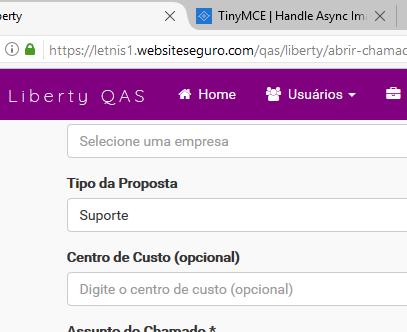 berty
TinyMCE | Handle Async Ima
https://letnis1.websiteseguro.com/qas/liberty/abrir-chamad
Liberty QAS
Home
Usuários
Selecione uma empresa
Tipo da Proposta
Suporte
Centro de Custo (opcional)
Digite o centro de custo (opcional)
Assunto do Chamado *